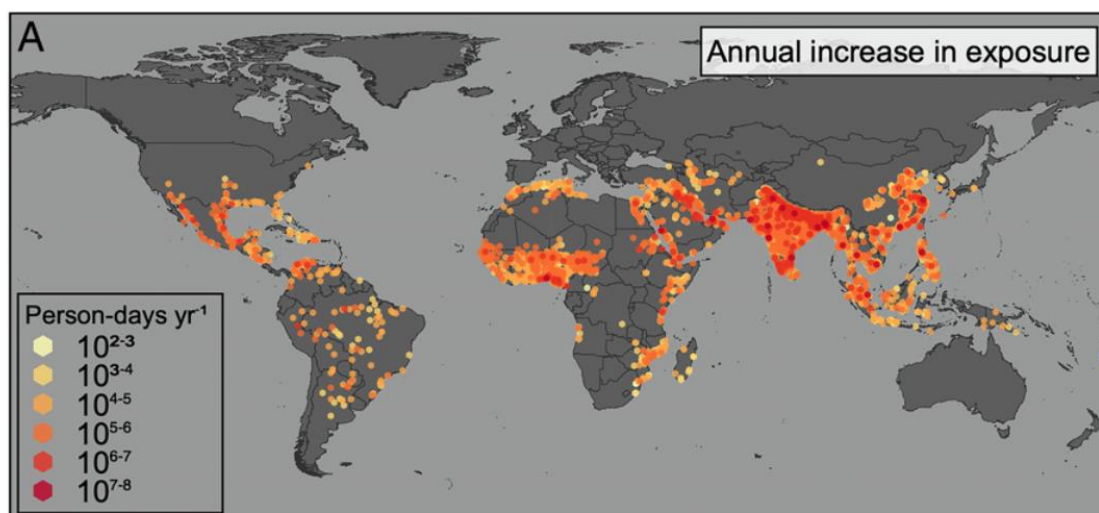 A
Annual increase in exposure
Person-days yr⁻¹
10²⁻³
10³⁻⁴
10⁴⁻⁵
10⁵⁻⁶
10⁶⁻⁷
10⁷⁻⁸